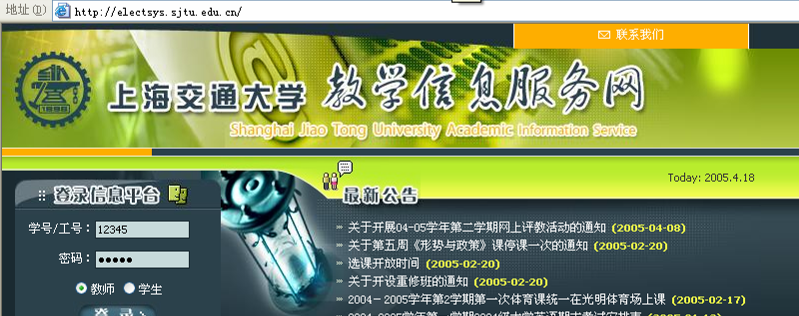 地址(D) http://electsys.sjtu.edu.cn/
联系我们
上海交通大学 教学信息服务网
Shanghai Jiao Tong University Academic Information Service
1896
Today: 2005.4.18
登录信息平台
学号/工号: 12345
密码: ●●●●●
教师 学生
登录
最新公告
关于开展04-05学年第二学期网上评教活动的通知 (2005-04-08)
关于第五周《形势与政策》课停课一次的通知 (2005-02-20)
选课开放时间 (2005-02-20)
关于开设重修班的通知 (2005-02-20)
2004-2005学年第2学期第一次体育课统一在光明体育场上课 (2005-02-17)